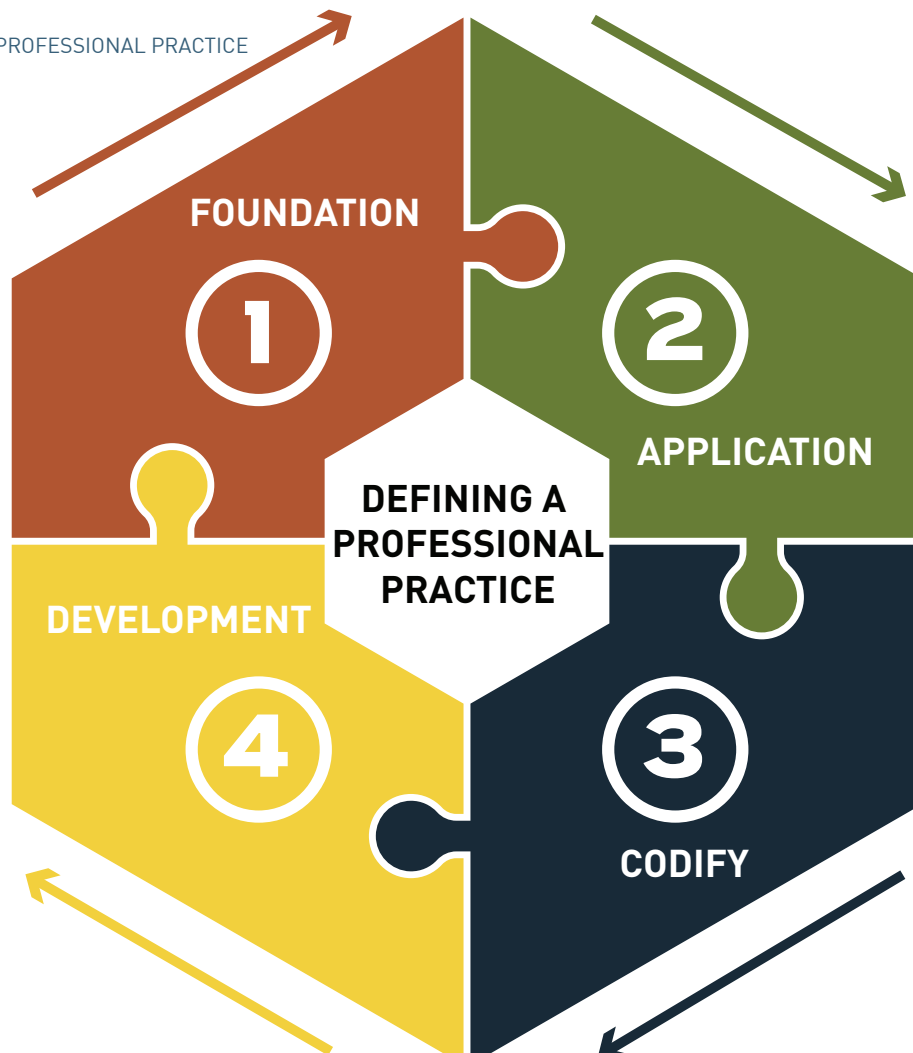 PROFESSIONAL PRACTICE
FOUNDATION
1
2
APPLICATION
DEFINING A
PROFESSIONAL
PRACTICE
DEVELOPMENT
4
3
CODIFY